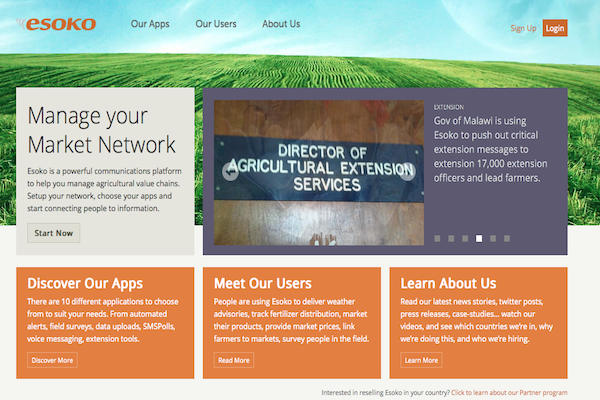 esoko
Our Apps
Our Users
About Us
Sign Up
Login
Manage your
Market Network
Esoko is a powerful communications platform
to help you manage agricultural value chains.
Setup your network, choose your apps and
start connecting people to information.
Start Now
DIRECTOR OF
AGRICULTURAL EXTENSION
SERVICES
EXTENSION
Gov of Malawi is using
Esoko to push out critical
extension messages to
extension 17,000 extension
officers and lead farmers.
Discover Our Apps
There are 10 different applications to choose
from to suit your needs. From automated
alerts, field surveys, data uploads, SMSPolls,
voice messaging, extension tools.
Discover More
Meet Our Users
People are using Esoko to deliver weather
advisories, track fertilizer distribution, market
their products, provide market prices, link
farmers to markets, survey people in the field.
Read More
Learn About Us
Read our latest news stories, twitter posts,
press releases, case-studies... watch our
videos, and see which countries we're in, why
we're doing this, and who we're hiring.
Learn More
Interested in reselling Esoko in your country? Click to learn about our Partner program